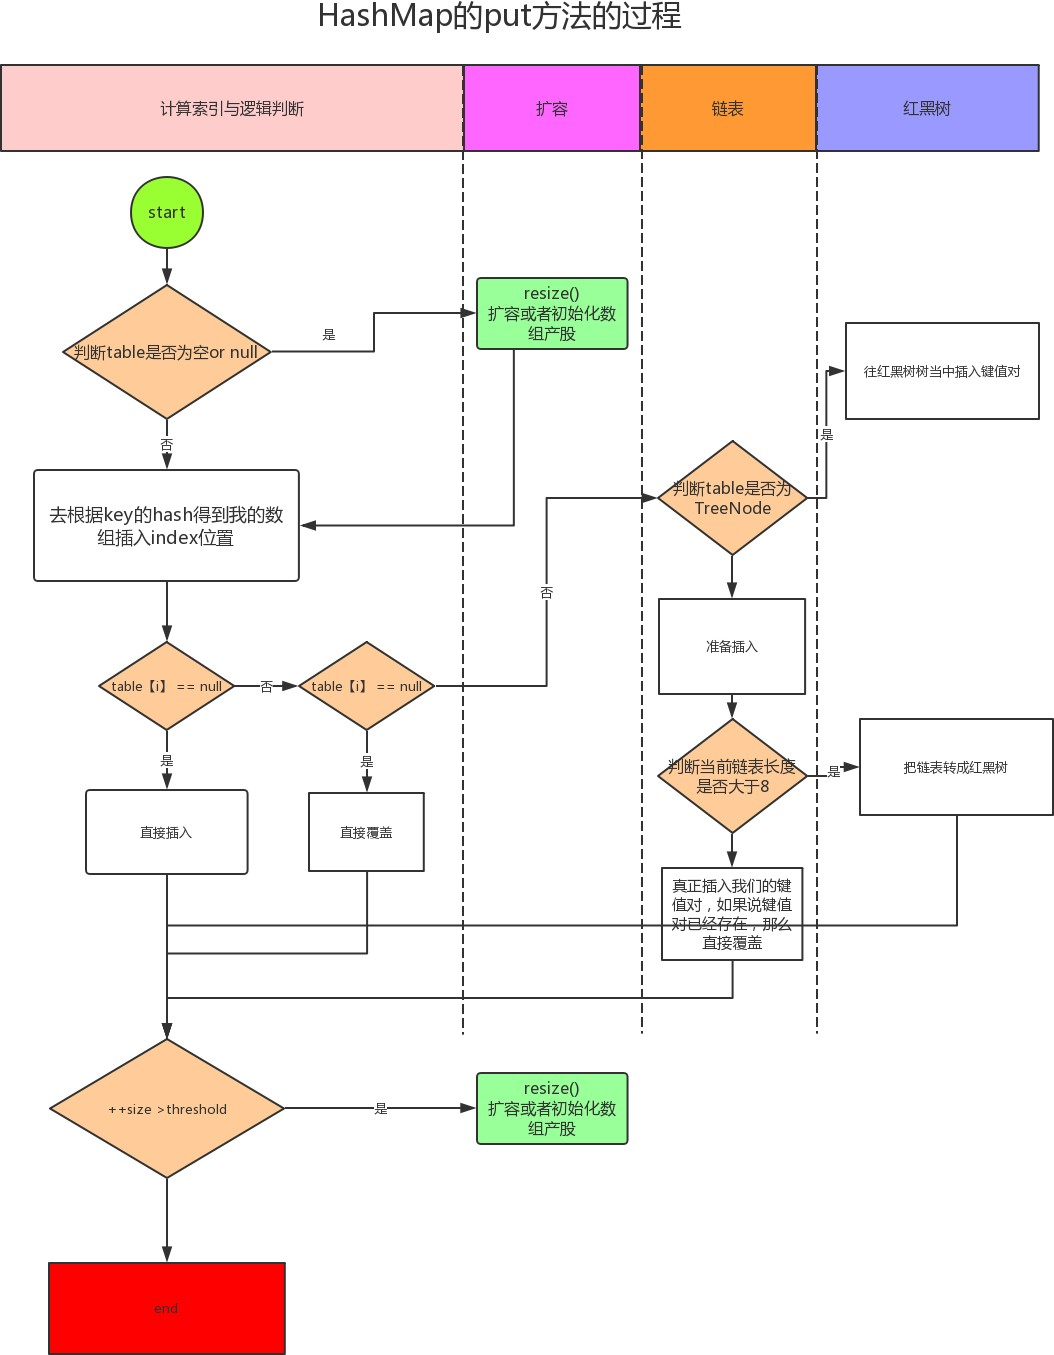 HashMap的put方法的过程
计算索引与逻辑判断
扩容
链表
红黑树
start
resize()
扩容或者初始化数
组产股
是
判断table是否为空or null
往红黑树树当中插入键值对
是
否
判断table是否为
TreeNode
去根据key的hash得到我的数
组插入index位置
否
准备插入
table【i】 == null
否
table【i】 == null
是
是
判断当前链表长度
是否大于8
是
把链表转成红黑树
直接插入
直接覆盖
真正插入我们的键
值对，如果说键值
对已经存在，那么
直接覆盖
++size >threshold
是
resize()
扩容或者初始化数
组产股
end